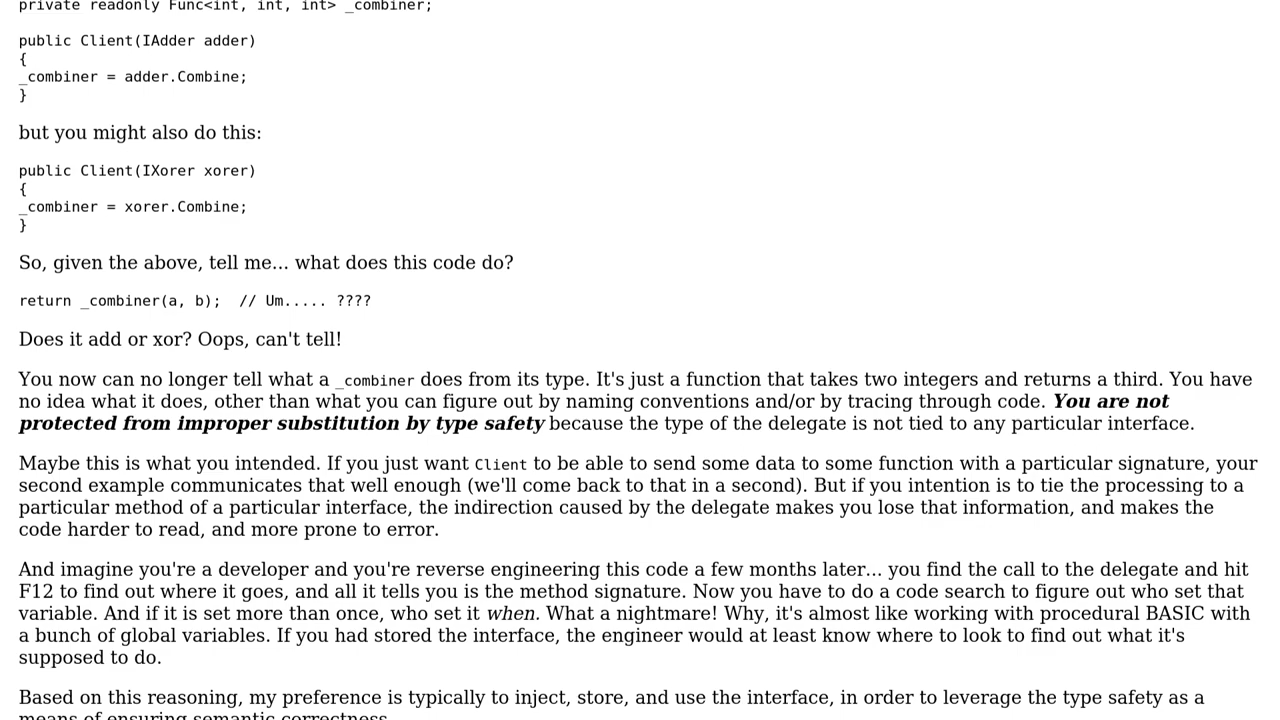 private readonly Func<int, int, int> _combiner;
public Client(IAdder adder)
{
_combiner = adder.Combine;
}
but you might also do this:
public Client(IXorer xorer)
{
_combiner = xorer.Combine;
}
So, given the above, tell me... what does this code do?
return _combiner(a, b);  // Um..... ????
Does it add or xor? Oops, can't tell!
You now can no longer tell what a _combiner does from its type. It's just a function that takes two integers and returns a third. You have
no idea what it does, other than what you can figure out by naming conventions and/or by tracing through code. You are not
protected from improper substitution by type safety because the type of the delegate is not tied to any particular interface.
Maybe this is what you intended. If you just want Client to be able to send some data to some function with a particular signature, your
second example communicates that well enough (we'll come back to that in a second). But if you intention is to tie the processing to a
particular method of a particular interface, the indirection caused by the delegate makes you lose that information, and makes the
code harder to read, and more prone to error.
And imagine you're a developer and you're reverse engineering this code a few months later... you find the call to the delegate and hit
F12 to find out where it goes, and all it tells you is the method signature. Now you have to do a code search to figure out who set that
variable. And if it is set more than once, who set it when. What a nightmare! Why, it's almost like working with procedural BASIC with
a bunch of global variables. If you had stored the interface, the engineer would at least know where to look to find out what it's
supposed to do.
Based on this reasoning, my preference is typically to inject, store, and use the interface, in order to leverage the type safety as a
means of ensuring semantic correctness.